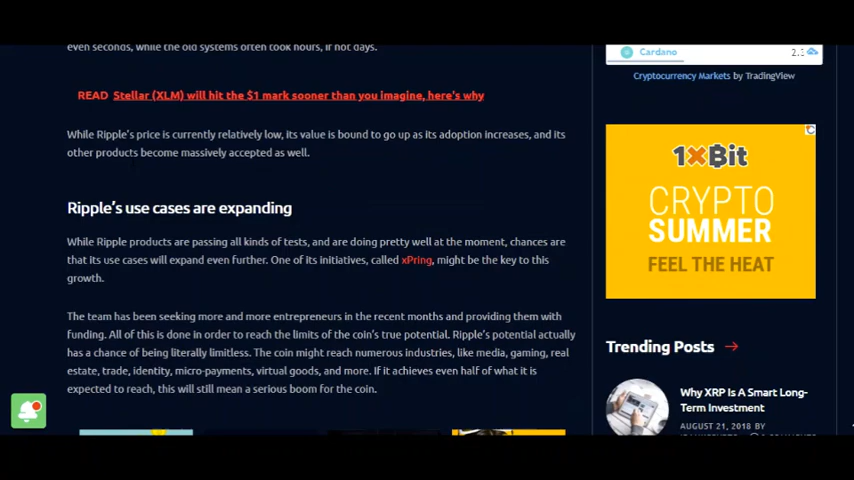 even seconds, while the old systems often took hours, if not days.
READ Stellar (XLM) will hit the $1 mark sooner than you imagine, here's why
While Ripple's price is currently relatively low, its value is bound to go up as its adoption increases, and its
other products become massively accepted as well.
Ripple's use cases are expanding
While Ripple products are passing all kinds of tests, and are doing pretty well at the moment, chances are
that its use cases will expand even further. One of its initiatives, called xPring, might be the key to this
growth.
The team has been seeking more and more entrepreneurs in the recent months and providing them with
funding. All of this is done in order to reach the limits of the coin's true potential. Ripple's potential actually
has a chance of being literally limitless. The coin might reach numerous industries, like media, gaming, real
estate, trade, identity, micro-payments, virtual goods, and more. If it achieves even half of what it is
expected to reach, this will still mean a serious boom for the coin.
Cardano
Cryptocurrency Markets by TradingView
1xBit
CRYPTO
SUMMER
FEEL THE HEAT
Trending Posts
Why XRP Is A Smart Long-
Term Investment
AUGUST 21, 2018 BY